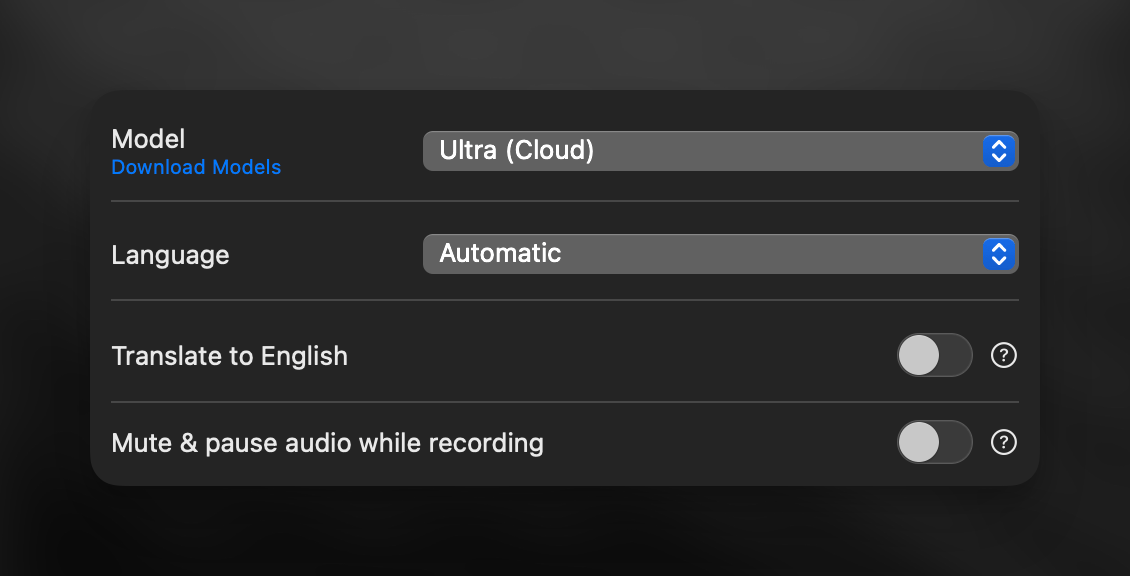 Model
Download Models
Ultra (Cloud)
Language
Automatic
Translate to English
?
Mute & pause audio while recording
?